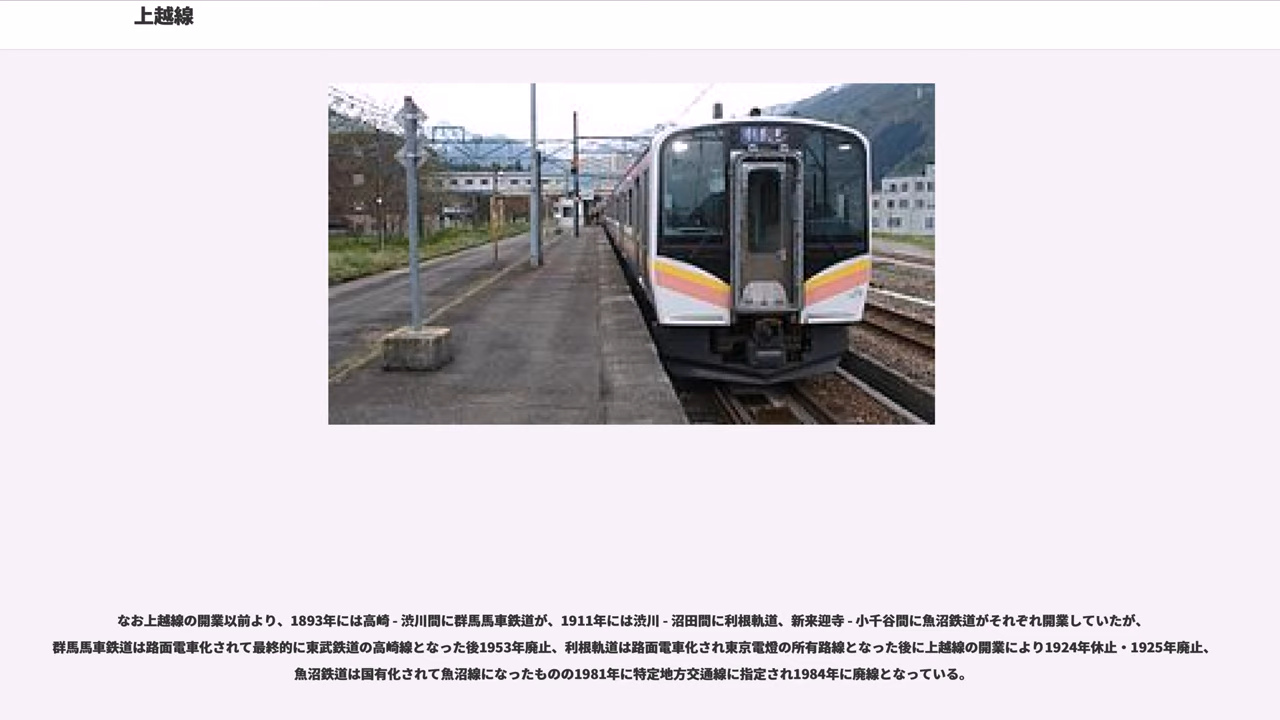 上越線
なお上越線の開業以前より、1893年には高崎 - 渋川間に群馬馬車鉄道が、1911年には渋川 - 沼田間に利根軌道、新来迎寺 - 小千谷間に魚沼鉄道がそれぞれ開業していたが、
群馬馬車鉄道は路面電車化されて最終的に東武鉄道の高崎線となった後1953年廃止、利根軌道は路面電車化され東京電燈の所有路線となった後に上越線の開業により1924年休止・1925年廃止、
魚沼鉄道は国有化されて魚沼線になったものの1981年に特定地方交通線に指定され1984年に廃線となっている。